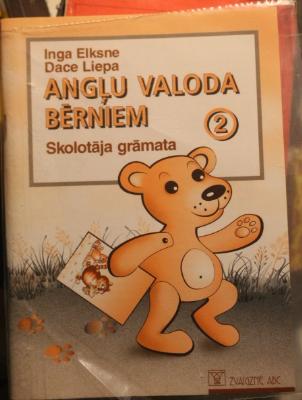 Inga Elksne
Dace Liepa
ANGĻU VALODA
BĒRNIEM
2
Skolotāja grāmata
ZVAIGZNE ABC